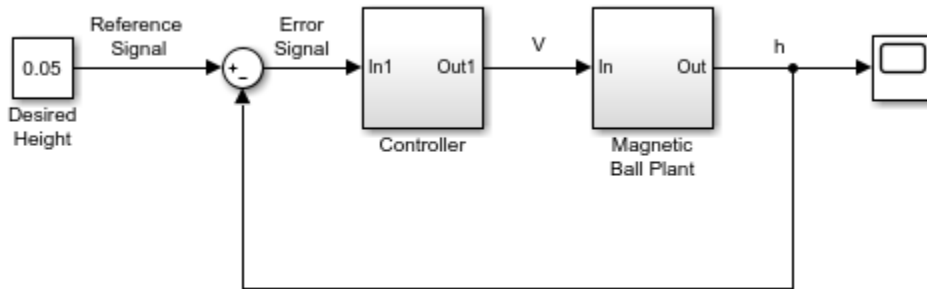 Reference
Signal
Error
Signal
V
h
0.05
+
−
In1
Out1
In
Out
Desired
Height
Controller
Magnetic
Ball Plant